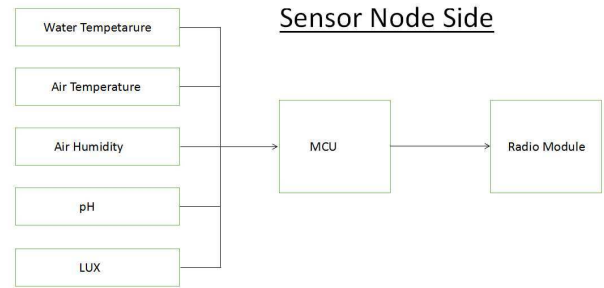 Sensor Node Side
Water Tempetarure
Air Temperature
Air Humidity
pH
LUX
MCU
Radio Module